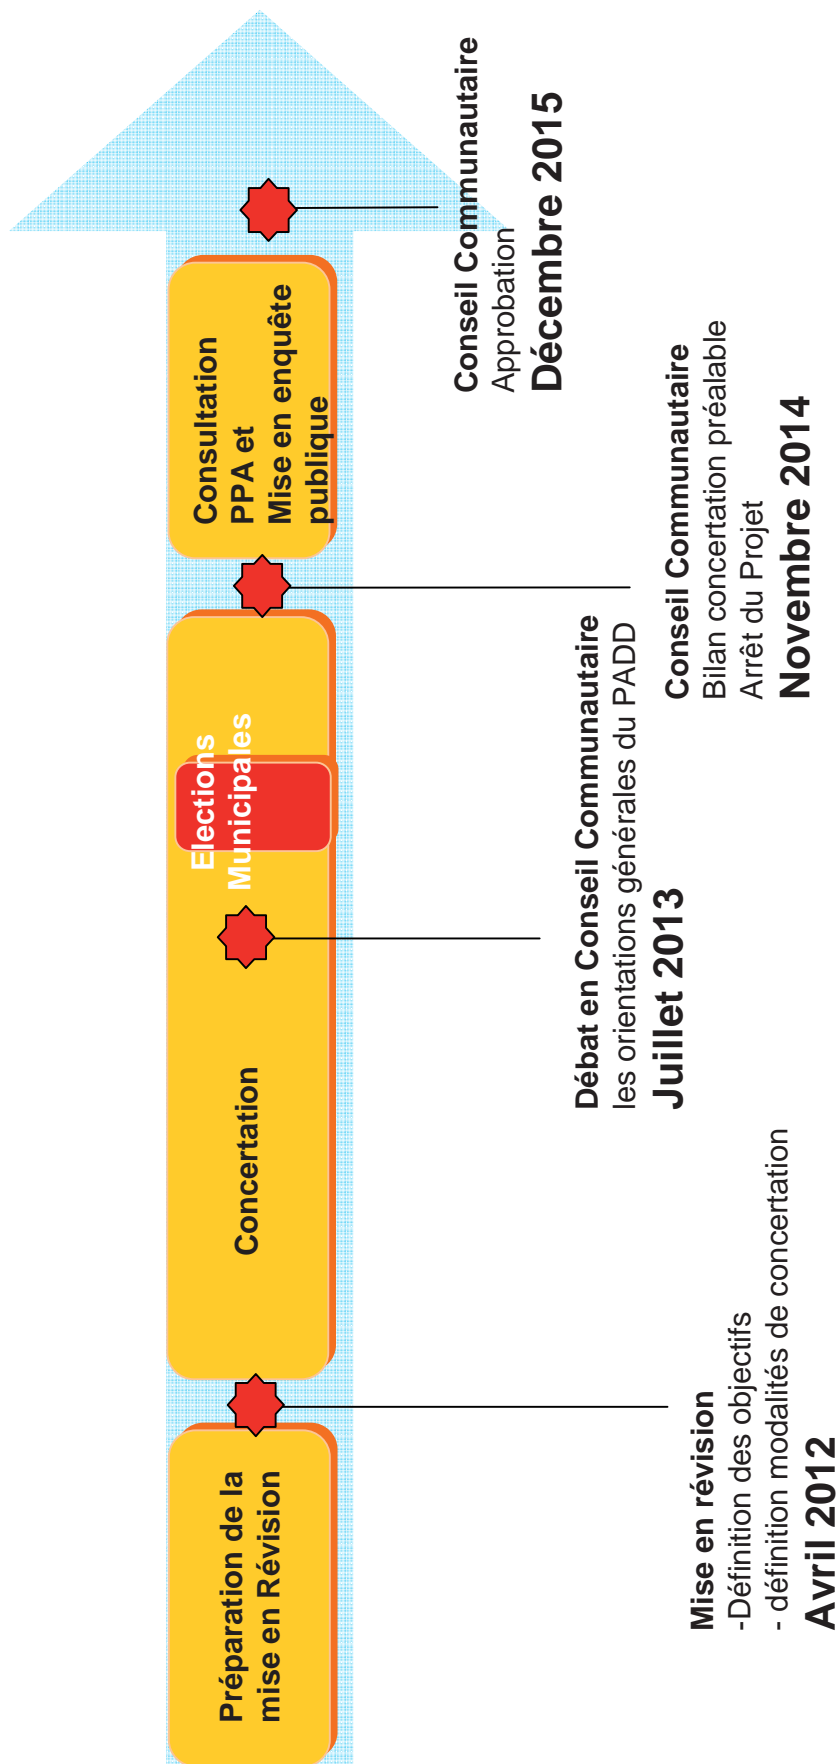 Préparation de la
mise en Révision
Concertation
Elections
Municipales
Consultation
PPA et
Mise en enquête
publique
Mise en révision
-Définition des objectifs
- définition modalités de concertation
Avril 2012
Débat en Conseil Communautaire
les orientations générales du PADD
Juillet 2013
Conseil Communautaire
Bilan concertation préalable
Arrêt du Projet
Novembre 2014
Conseil Communautaire
Approbation
Décembre 2015